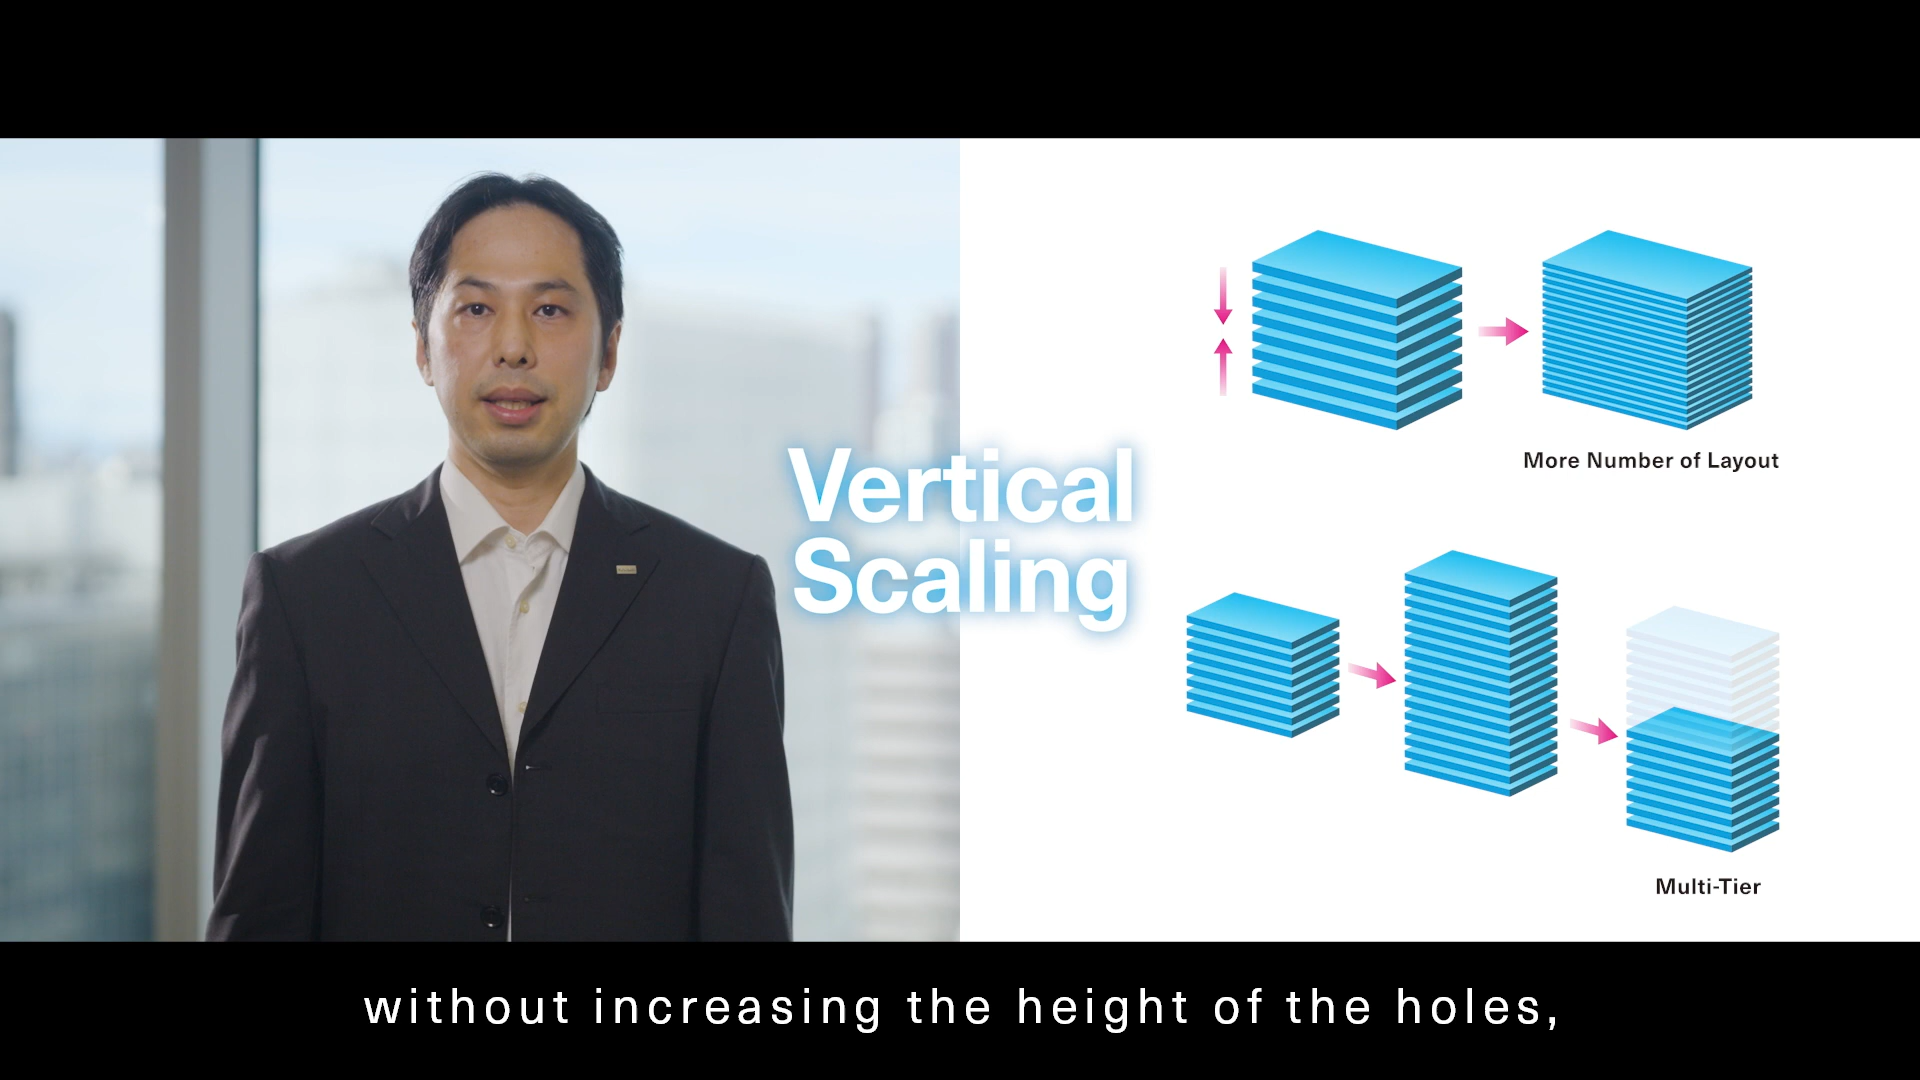 Vertical
Scaling
More Number of Layout
Multi-Tier
without increasing the height of the holes,